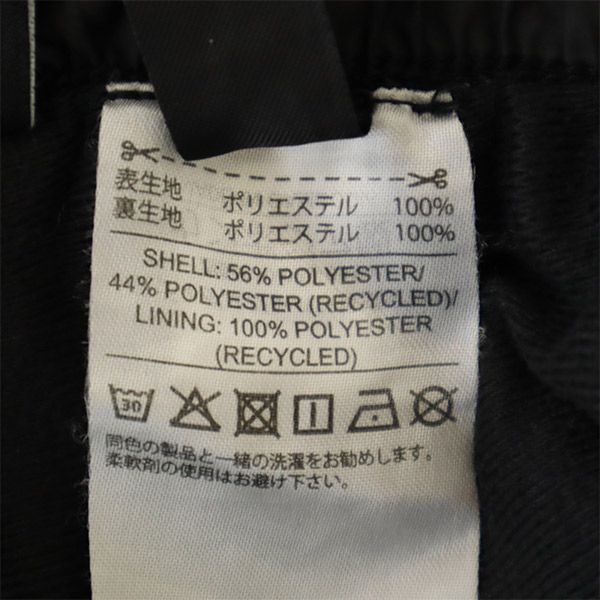 表生地 ポリエステル 100%
裏生地 ポリエステル 100%
SHELL: 56% POLYESTER/
44% POLYESTER (RECYCLED)/
LINING: 100% POLYESTER
(RECYCLED)
30
同色の製品と一緒の洗濯をお勧めします。
柔軟剤の使用はお避け下さい。